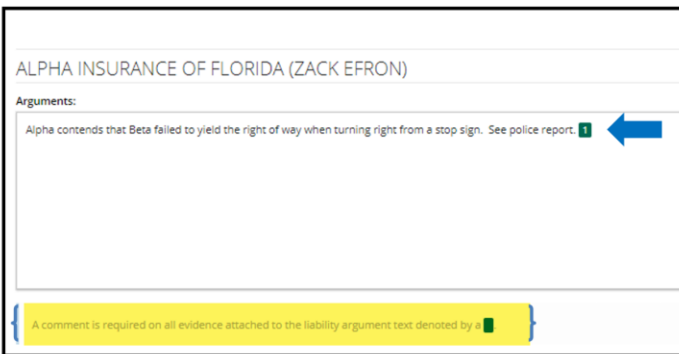 ALPHA INSURANCE OF FLORIDA (ZACK EFRON)
Arguments:
Alpha contends that Beta failed to yield the right of way when turning right from a stop sign. See police report. 1
A comment is required on all evidence attached to the liability argument text denoted by a